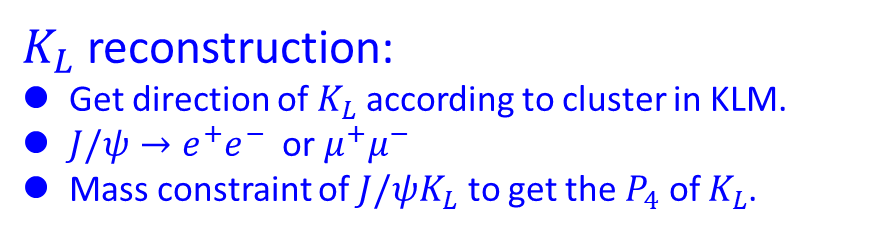 K_L reconstruction:
● Get direction of K_L according to cluster in KLM.
● J/ψ → e⁺e⁻ or μ⁺μ⁻
● Mass constraint of J/ψK_L to get the P₄ of K_L.